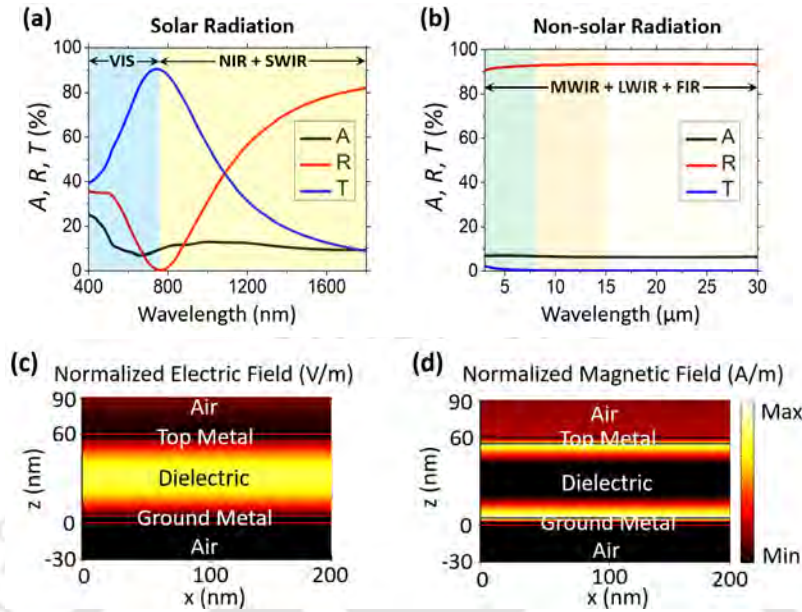 (a) Solar Radiation
100
80
60
40
20
0
A, R, T (%)
VIS
NIR + SWIR
A
R
T
400 800 1200 1600
Wavelength (nm)
(b) Non-solar Radiation
100
80
60
40
20
0
A, R, T (%)
MWIR + LWIR + FIR
A
R
T
5 10 15 20 25 30
Wavelength (µm)
(c)
Normalized Electric Field (V/m)
90
60
0
-30
z (nm)
Air
Top Metal
Dielectric
Ground Metal
Air
0 100 200
x (nm)
(d)
Normalized Magnetic Field (A/m)
90
60
0
-30
z (nm)
Air
Top Metal
Dielectric
Ground Metal
Air
0 100 200
x (nm)
Max
Min